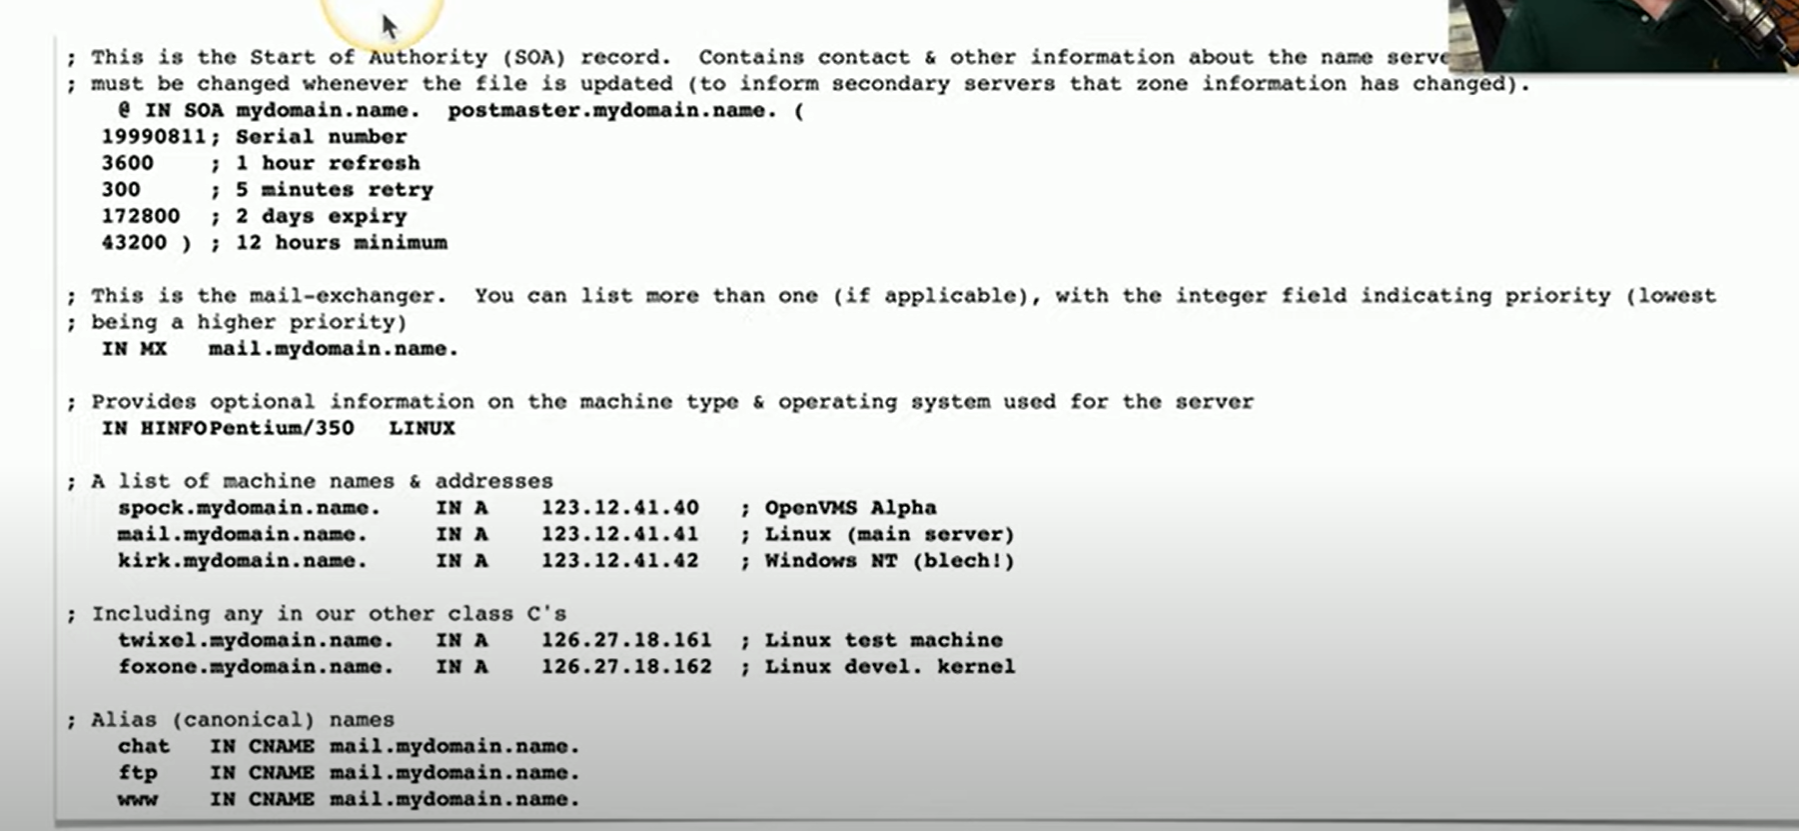 ; This is the Start of Authority (SOA) record.  Contains contact & other information about the name serve
; must be changed whenever the file is updated (to inform secondary servers that zone information has changed).
@ IN SOA mydomain.name.  postmaster.mydomain.name. (
19990811; Serial number
3600    ; 1 hour refresh
300     ; 5 minutes retry
172800  ; 2 days expiry
43200 ) ; 12 hours minimum
; This is the mail-exchanger.  You can list more than one (if applicable), with the integer field indicating priority (lowest
; being a higher priority)
IN MX   mail.mydomain.name.
; Provides optional information on the machine type & operating system used for the server
IN HINFOPentium/350   LINUX
; A list of machine names & addresses
spock.mydomain.name.    IN A    123.12.41.40   ; OpenVMS Alpha
mail.mydomain.name.     IN A    123.12.41.41   ; Linux (main server)
kirk.mydomain.name.     IN A    123.12.41.42   ; Windows NT (blech!)
; Including any in our other class C's
twixel.mydomain.name.   IN A    126.27.18.161  ; Linux test machine
foxone.mydomain.name.   IN A    126.27.18.162  ; Linux devel. kernel
; Alias (canonical) names
chat   IN CNAME mail.mydomain.name.
ftp    IN CNAME mail.mydomain.name.
www    IN CNAME mail.mydomain.name.